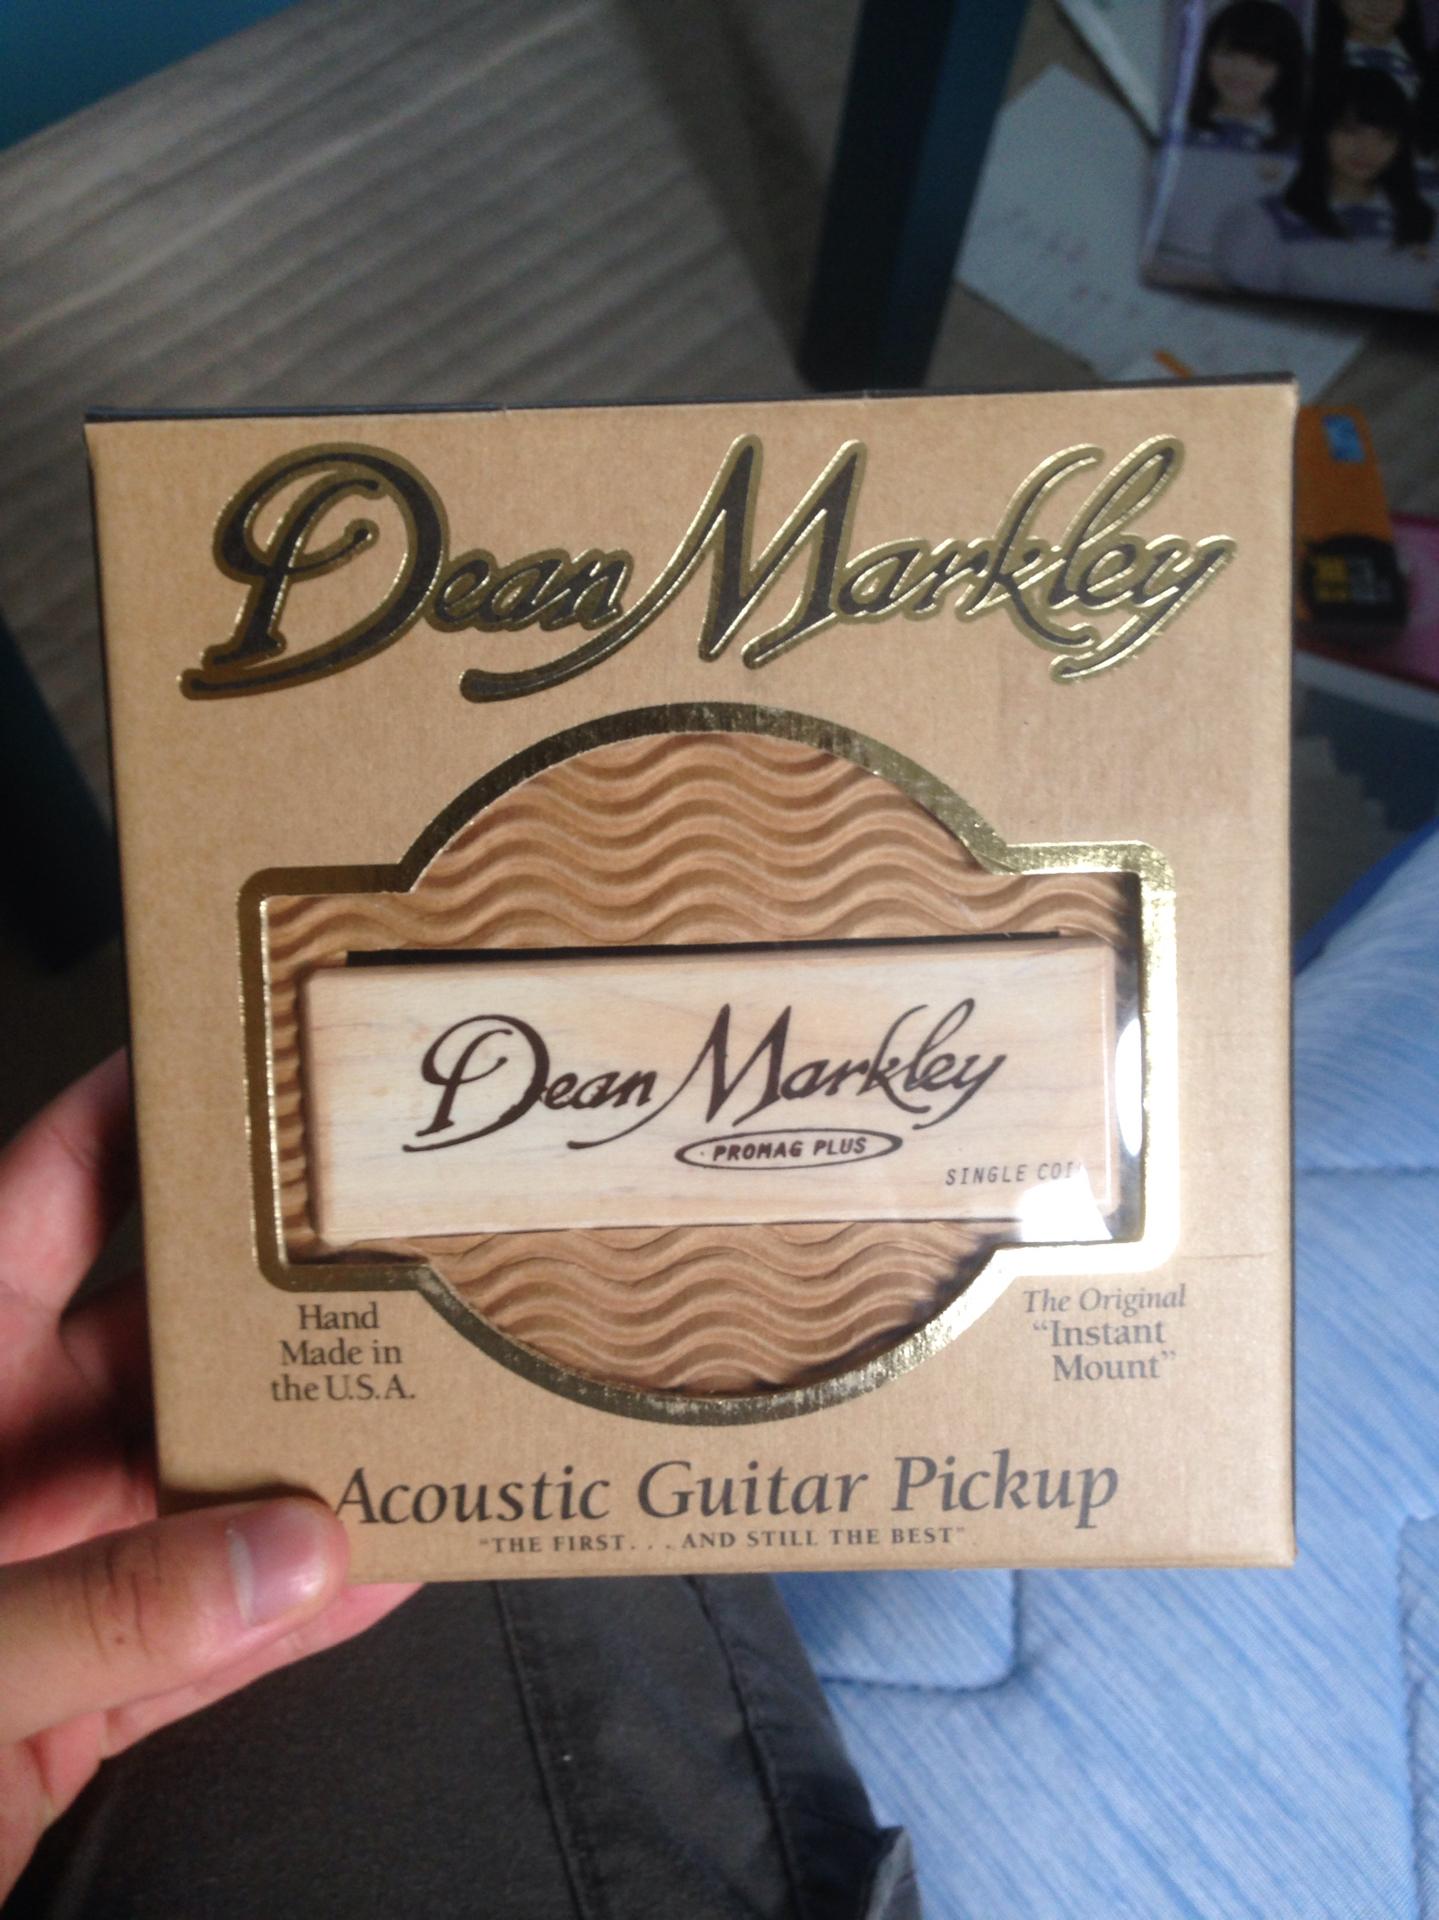 Dean Markley
Dean Markley
PROMAG PLUS
SINGLE COIL
Hand
Made in
the U.S.A.
The Original
“Instant
Mount”
Acoustic Guitar Pickup
“THE FIRST...AND STILL THE BEST”